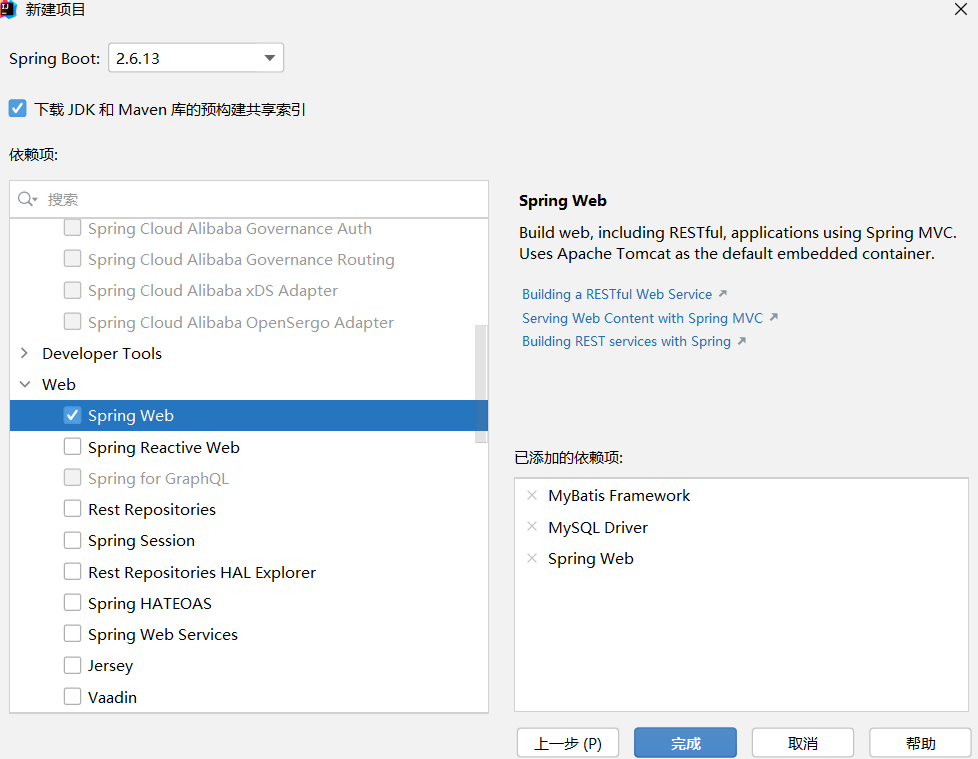 新建项目
Spring Boot: 2.6.13
下载 JDK 和 Maven 库的预构建共享索引
依赖项:
搜索
Spring Cloud Alibaba Governance Auth
Spring Cloud Alibaba Governance Routing
Spring Cloud Alibaba xDS Adapter
Spring Cloud Alibaba OpenSergo Adapter
Developer Tools
Web
Spring Web
Spring Reactive Web
Spring for GraphQL
Rest Repositories
Spring Session
Rest Repositories HAL Explorer
Spring HATEOAS
Spring Web Services
Jersey
Vaadin
Spring Web
Build web, including RESTful, applications using Spring MVC.
Uses Apache Tomcat as the default embedded container.
Building a RESTful Web Service
Serving Web Content with Spring MVC
Building REST services with Spring
已添加的依赖项:
MyBatis Framework
MySQL Driver
Spring Web
上一步 (P) 完成 取消 帮助